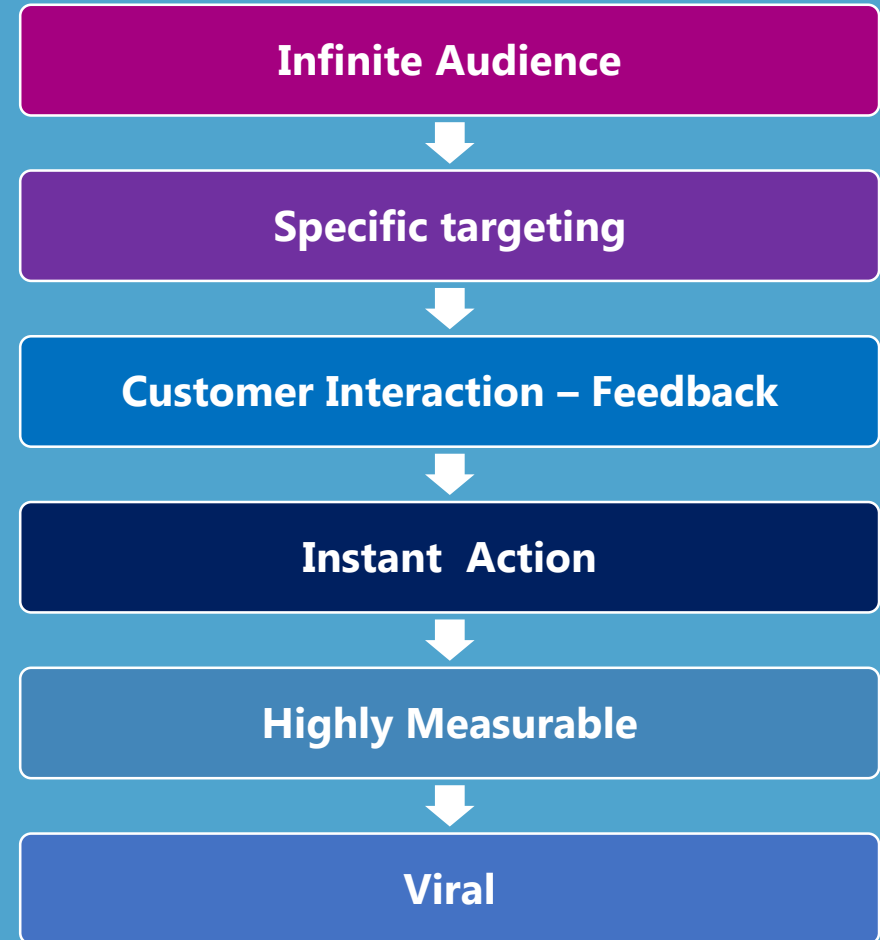 Infinite Audience
Specific targeting
Customer Interaction – Feedback
Instant  Action
Highly Measurable
Viral